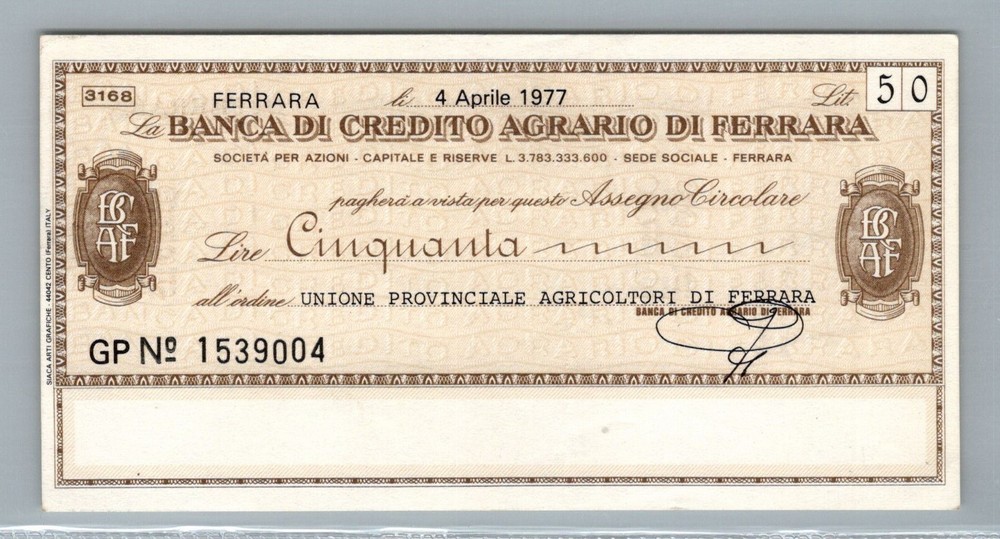 3168 FERRARA li 4 Aprile 1977 Lit. 50
La BANCA DI CREDITO AGRARIO DI FERRARA
SOCIETÀ PER AZIONI - CAPITALE E RISERVE L. 3.783.333.600 - SEDE SOCIALE - FERRARA
pagherà a vista per questo Assegno Circolare
BCAF
BCAF
Lire Cinquanta
all'ordine UNIONE PROVINCIALE AGRICOLTORI DI FERRARA
BANCA DI CREDITO AGRARIO DI FERRARA
GP Nº 1539004
SIACA ARTI GRAFICHE - 44042 CENTO (Ferrara) ITALY